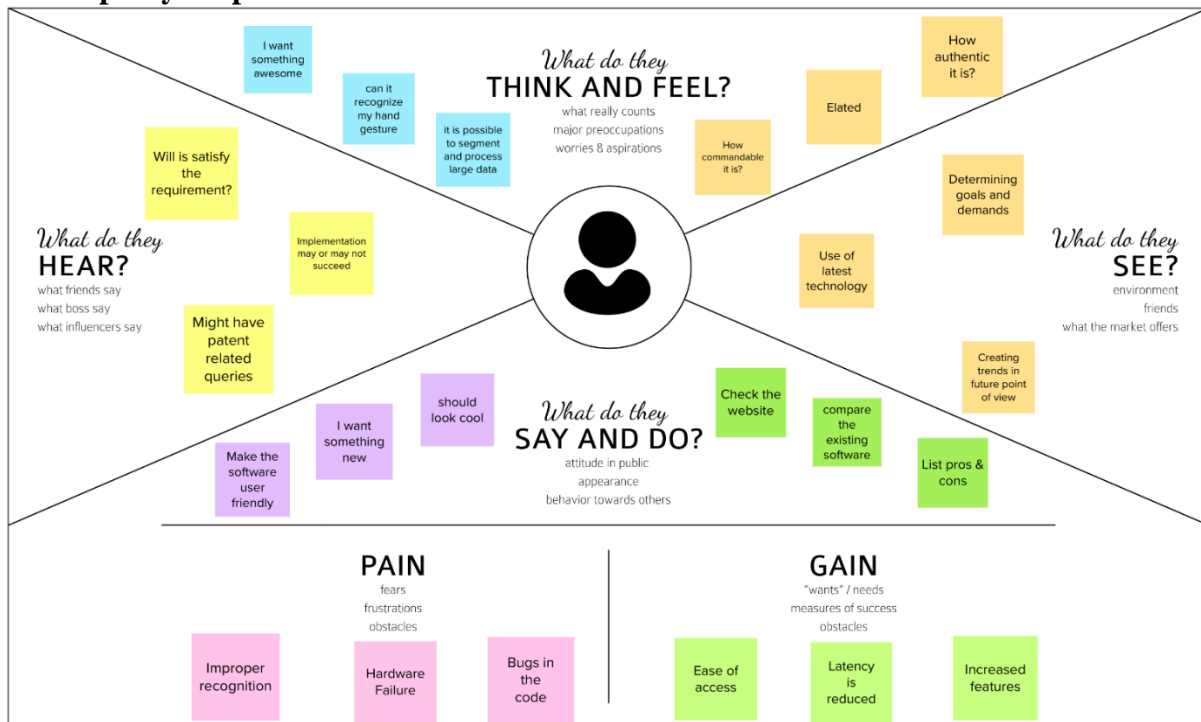 I want
something
awesome
can it
recognize
my hand
gesture
it is possible
to segment
and process
large data
What do they
THINK AND FEEL?
what really counts
major preoccupations
worries & aspirations
How
commandable
it is?
Elated
How
authentic
it is?
Will is satisfy
the
requirement?
Implementation
may or may not
succeed
Might have
patent
related
queries
What do they
HEAR?
what friends say
what boss say
what influencers say
Determining
goals and
demands
Use of
latest
technology
Creating
trends in
future point
of view
What do they
SEE?
environment
friends
what the market offers
Make the
software
user
friendly
I want
something
new
should
look cool
What do they
SAY AND DO?
attitude in public
appearance
behavior towards others
Check the
website
compare
the
existing
software
List pros &
cons
PAIN
fears
frustrations
obstacles
Improper
recognition
Hardware
Failure
Bugs in
the
code
GAIN
"wants" / needs
measures of success
obstacles
Ease of
access
Latency
is
reduced
Increased
features